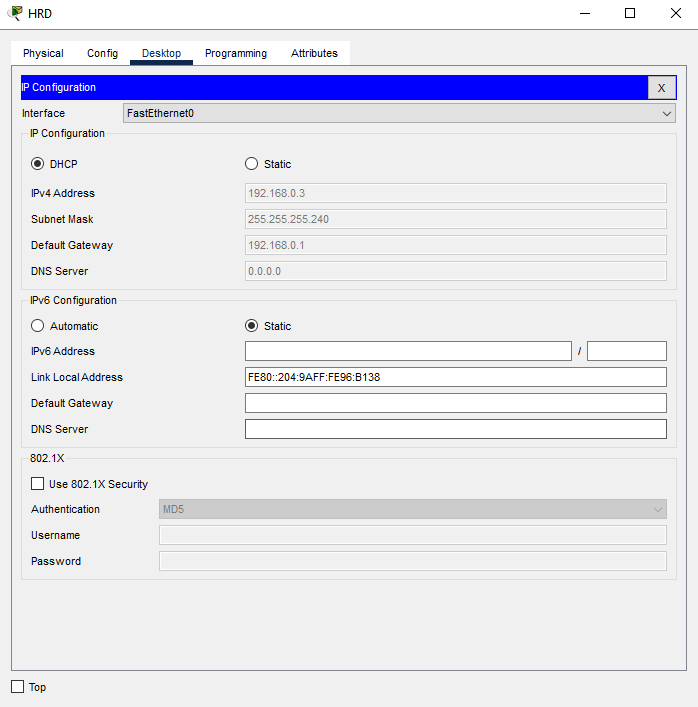 HRD
Physical Config Desktop Programming Attributes
IP Configuration X
Interface FastEthernet0
IP Configuration
DHCP Static
IPv4 Address 192.168.0.3
Subnet Mask 255.255.255.240
Default Gateway 192.168.0.1
DNS Server 0.0.0.0
IPv6 Configuration
Automatic Static
IPv6 Address /
Link Local Address FE80::204:9AFF:FE96:B138
Default Gateway
DNS Server
802.1X
Use 802.1X Security
Authentication MD5
Username
Password
Top